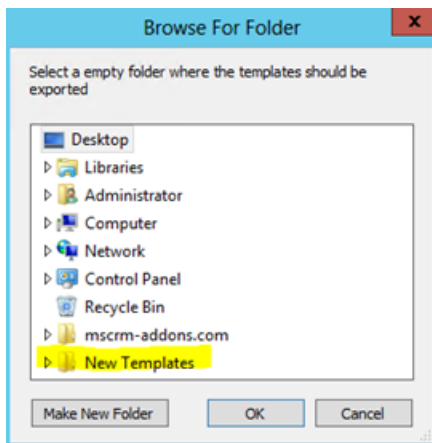 Browse For Folder
x
Select a empty folder where the templates should be
exported
Desktop
Libraries
Administrator
Computer
Network
Control Panel
Recycle Bin
mscrm-addons.com
New Templates
Make New Folder OK Cancel